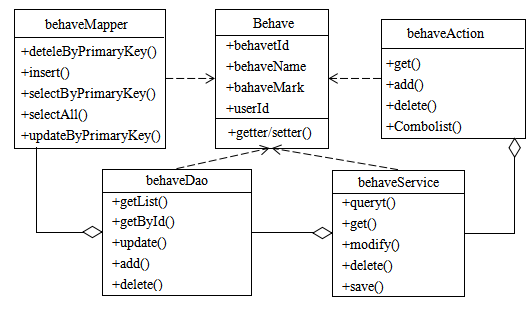 behaveMapper
+deteleByPrimaryKey()
+insert()
+selectByPrimaryKey()
+selectAll()
+updateByPrimaryKey()
Behave
+behavetId
+behaveName
+bahaveMark
+userId
+getter/setter()
behaveAction
+get()
+add()
+delete()
+Combolist()
behaveDao
+getList()
+getById()
+update()
+add()
+delete()
behaveService
+queryt()
+get()
+modify()
+delete()
+save()